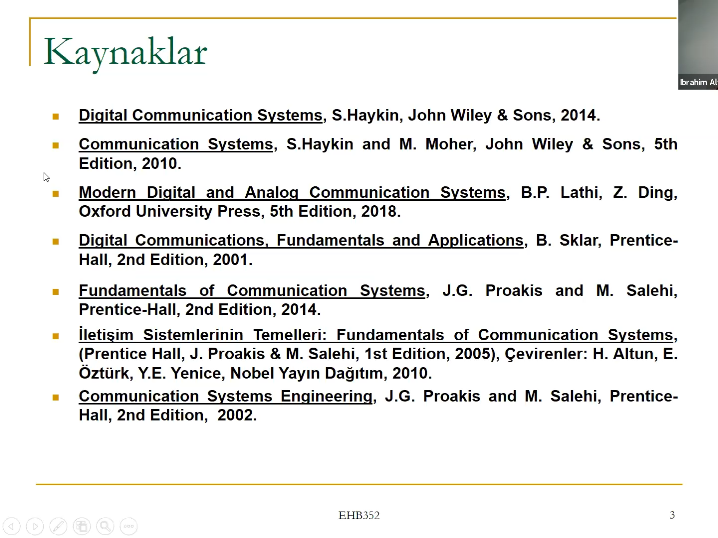 Kaynaklar
Ibrahim Al
Digital Communication Systems, S.Haykin, John Wiley & Sons, 2014.
Communication Systems, S.Haykin and M. Moher, John Wiley & Sons, 5th
Edition, 2010.
Modern Digital and Analog Communication Systems, B.P. Lathi, Z. Ding,
Oxford University Press, 5th Edition, 2018.
Digital Communications, Fundamentals and Applications, B. Sklar, Prentice-
Hall, 2nd Edition, 2001.
Fundamentals of Communication Systems, J.G. Proakis and M. Salehi,
Prentice-Hall, 2nd Edition, 2014.
İletişim Sistemlerinin Temelleri: Fundamentals of Communication Systems,
(Prentice Hall, J. Proakis & M. Salehi, 1st Edition, 2005), Çevirenler: H. Altun, E.
Öztürk, Y.E. Yenice, Nobel Yayın Dağıtım, 2010.
Communication Systems Engineering, J.G. Proakis and M. Salehi, Prentice-
Hall, 2nd Edition, 2002.
EHB352
3